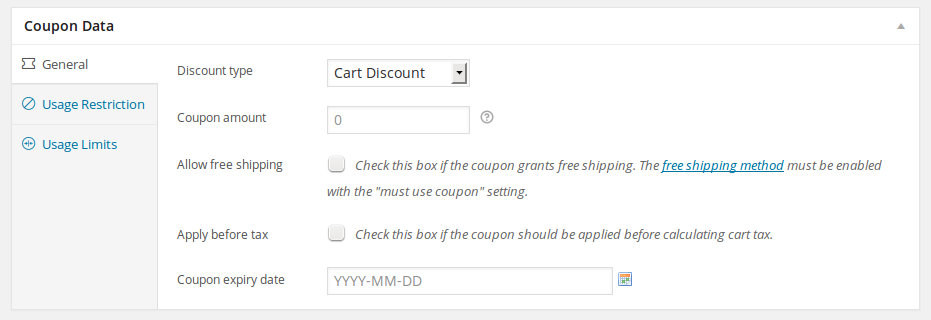 Coupon Data
General
Usage Restriction
Usage Limits
Discount type
Cart Discount
Coupon amount
0
Allow free shipping
Check this box if the coupon grants free shipping. The free shipping method must be enabled
with the "must use coupon" setting.
Apply before tax
Check this box if the coupon should be applied before calculating cart tax.
Coupon expiry date
YYYY-MM-DD